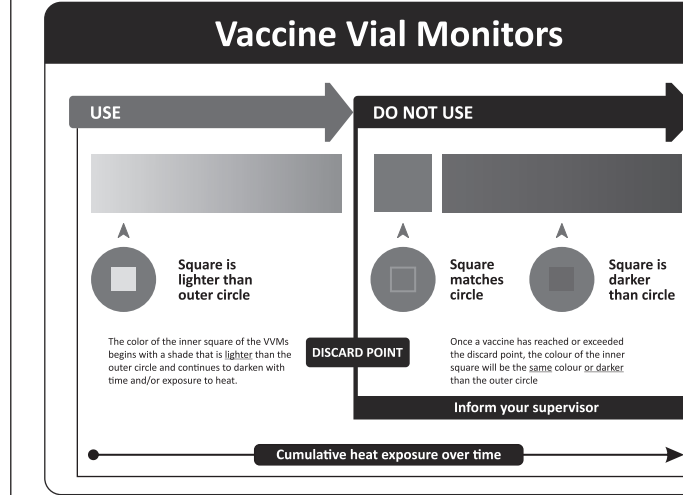 Vaccine Vial Monitors
USE
DO NOT USE
Square is
lighter than
outer circle
Square
matches
circle
Square is
darker
than circle
The color of the inner square of the VVMs
begins with a shade that is lighter than the
outer circle and continues to darken with
time and/or exposure to heat.
DISCARD POINT
Once a vaccine has reached or exceeded
the discard point, the colour of the inner
square will be the same colour or darker
than the outer circle
Inform your supervisor
Cumulative heat exposure over time